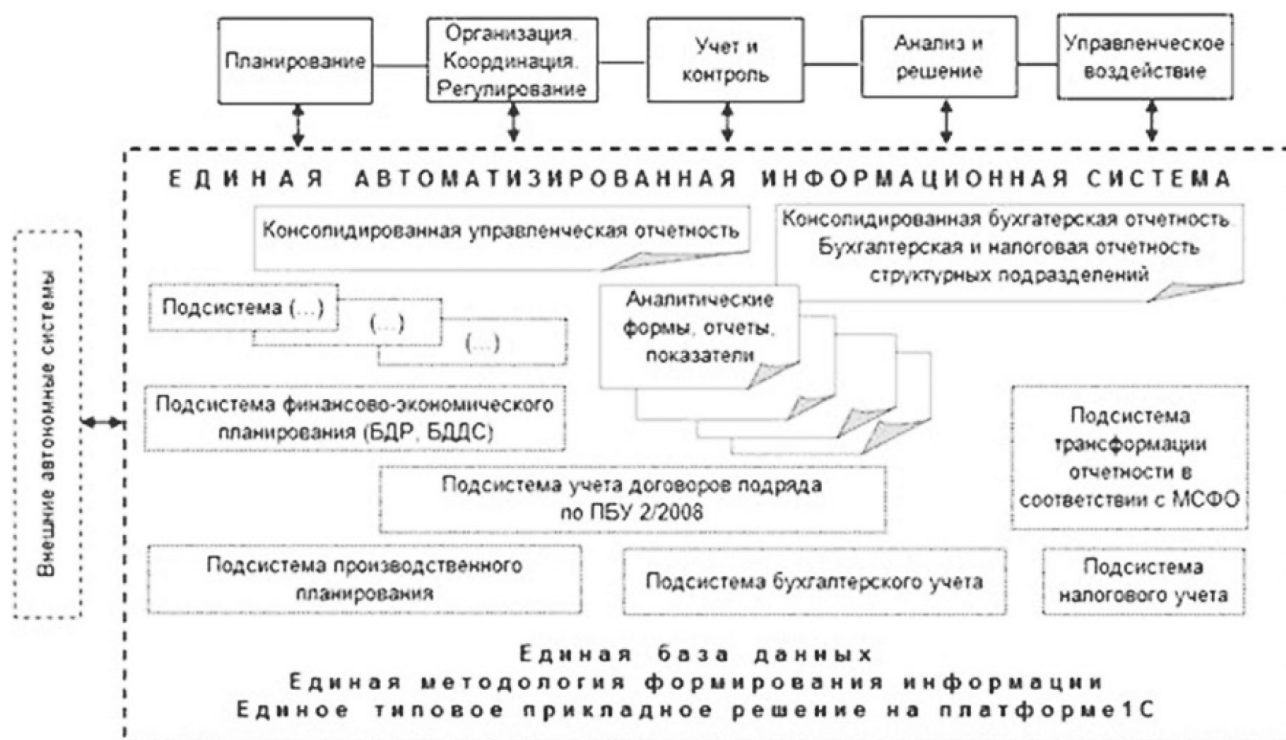 Планирование
Организация.
Координация.
Регулирование
Учет и
контроль
Анализ и
решение
Управленческое
воздействие
ЕДИНАЯ АВТОМАТИЗИРОВАННАЯ ИНФОРМАЦИОННАЯ СИСТЕМА
Внешние автономные системы
Консолидированная управленческая отчетность
Консолидированная бухгатерская отчетность.
Бухгалтерская и налоговая отчетность
структурных подразделений
Подсистема (...)
(...)
(...)
Аналитические
формы, отчеты,
показатели
Подсистема финансово-экономического
планирования (БДР, БДДС)
Подсистема
трансформации
отчетности в
соответствии с МСФО
Подсистема учета договоров подряда
по ПБУ 2/2008
Подсистема производственного
планирования
Подсистема бухгалтерского учета
Подсистема
налогового учета
Единая база данных
Единая методология формирования информации
Единое типовое прикладное решение на платформе 1С